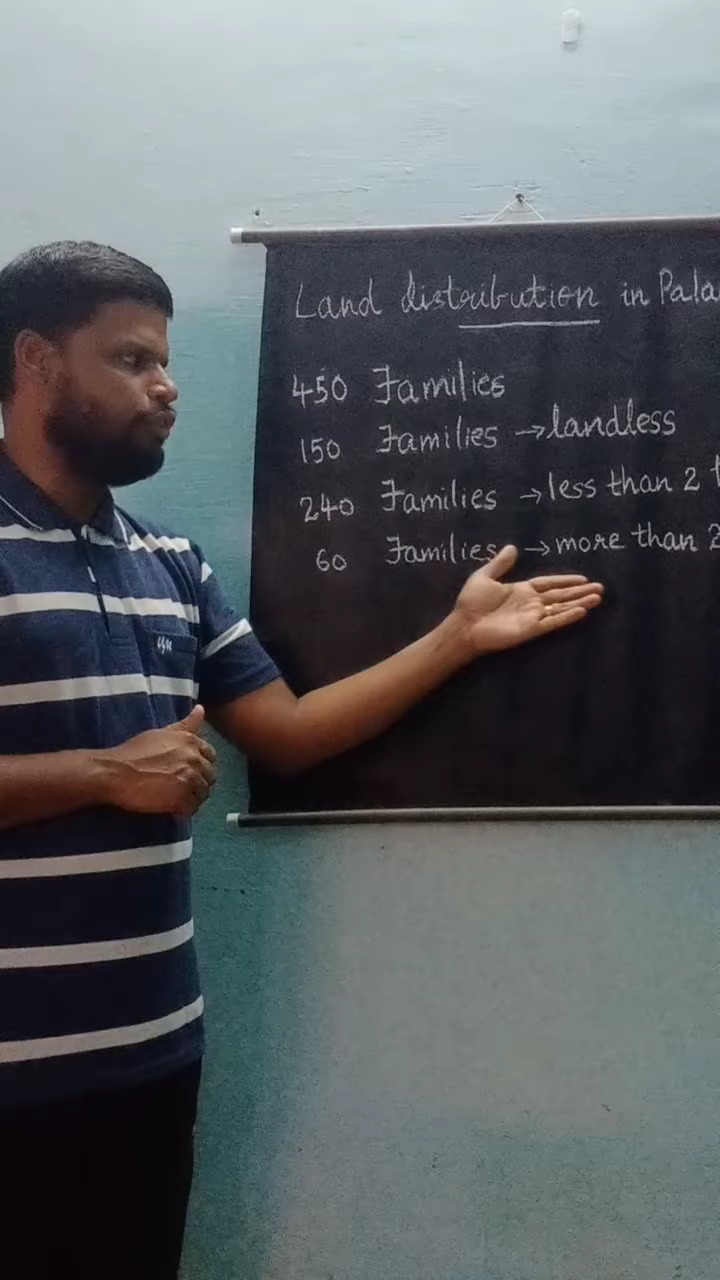 Land distribution in Pala
450 Families
150 Families →landless
240 Families →less than 2
60 Families →more than 2